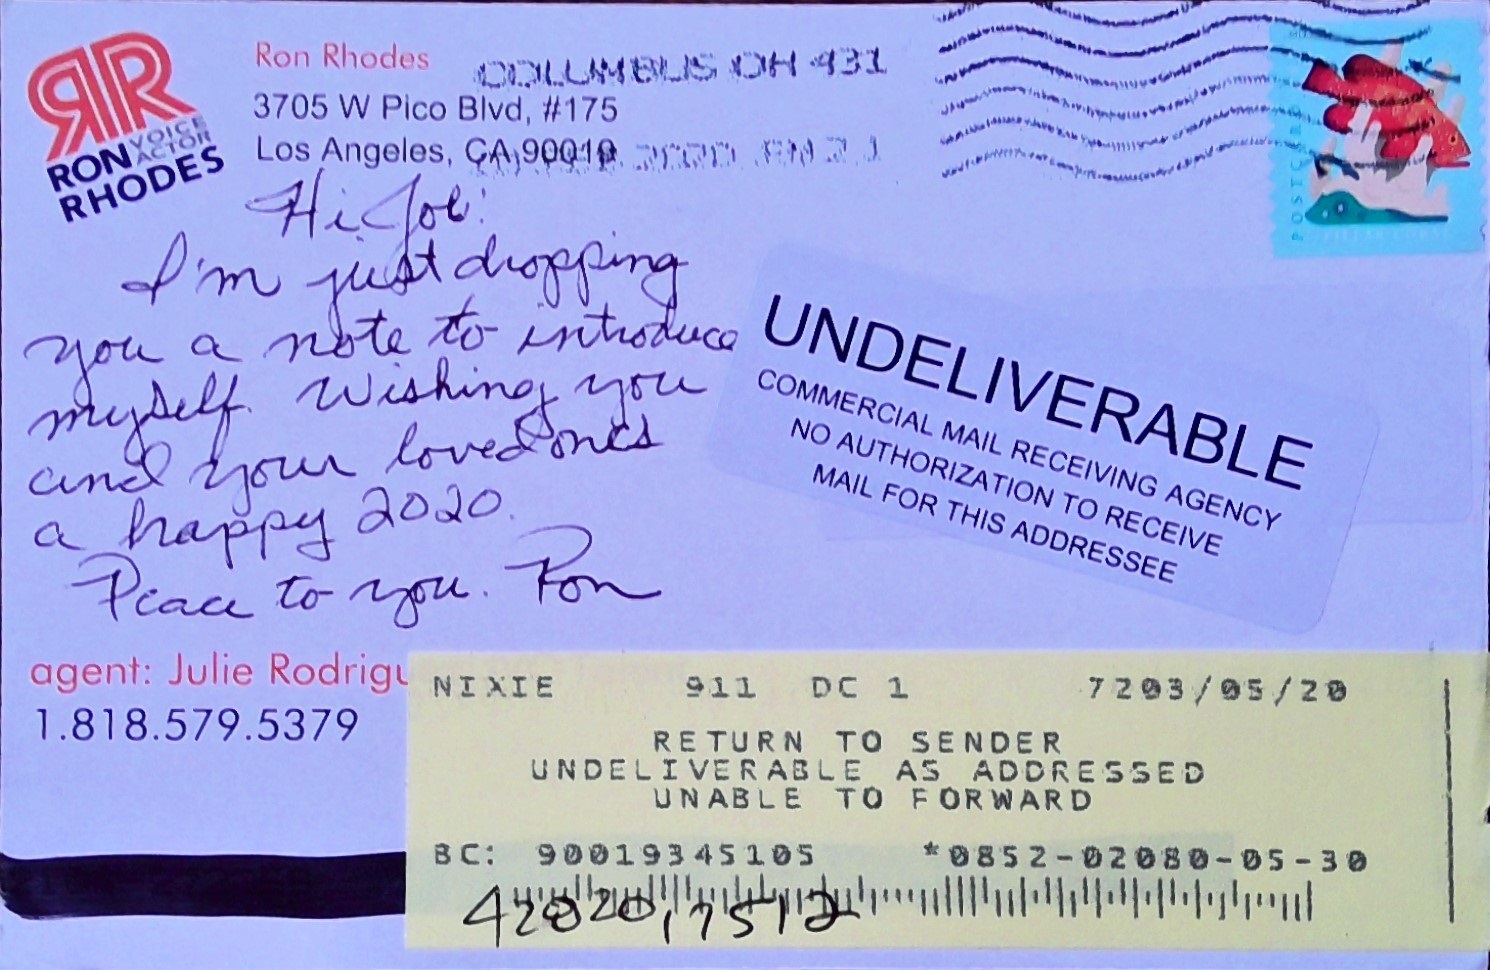 Ron Rhodes
3705 W Pico Blvd, #175
Los Angeles, CA 90019
RR
RON VOICE ACTOR
RHODES
COLUMBUS OH 431
2020 PM 2 L
Hi Joe:
I'm just dropping
you a note to introduce
myself. Wishing you
and your loved ones
a happy 2020.
Peace to you. Ron
UNDELIVERABLE
COMMERCIAL MAIL RECEIVING AGENCY
NO AUTHORIZATION TO RECEIVE
MAIL FOR THIS ADDRESSEE
agent: Julie Rodrigu
1.818.579.5379
NIXIE 911 DC 1 7203/05/20
RETURN TO SENDER
UNDELIVERABLE AS ADDRESSED
UNABLE TO FORWARD
BC: 90019345105 *0852-02080-05-30